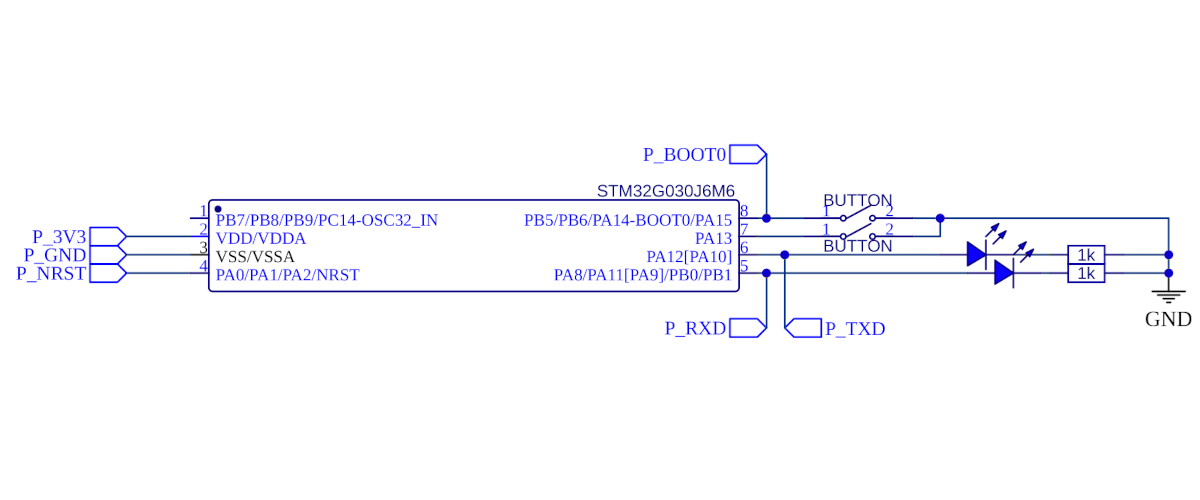 P_BOOT0
STM32G030J6M6
BUTTON
1 PB7/PB8/PB9/PC14-OSC32_IN PB5/PB6/PA14-BOOT0/PA15 8 1 2
P_3V3 2 VDD/VDDA PA13 7 1 2
BUTTON
P_GND 3 VSS/VSSA PA12[PA10] 6 1k
P_NRST 4 PA0/PA1/PA2/NRST PA8/PA11[PA9]/PB0/PB1 5 1k
GND
P_RXD P_TXD